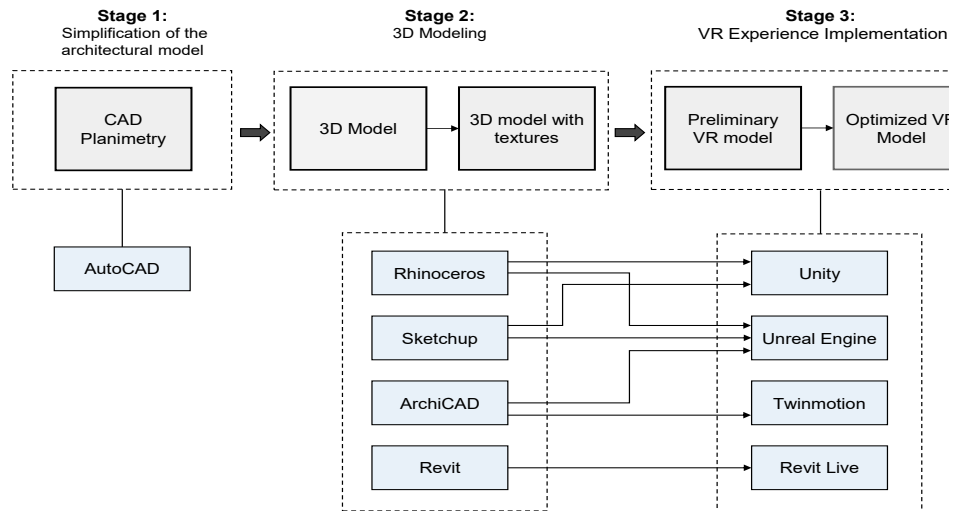 Stage 1:
Simplification of the
architectural model
Stage 2:
3D Modeling
Stage 3:
VR Experience Implementation
CAD
Planimetry
3D Model
3D model with
textures
Preliminary
VR model
Optimized VR
Model
AutoCAD
Rhinoceros
Sketchup
ArchiCAD
Revit
Unity
Unreal Engine
Twinmotion
Revit Live